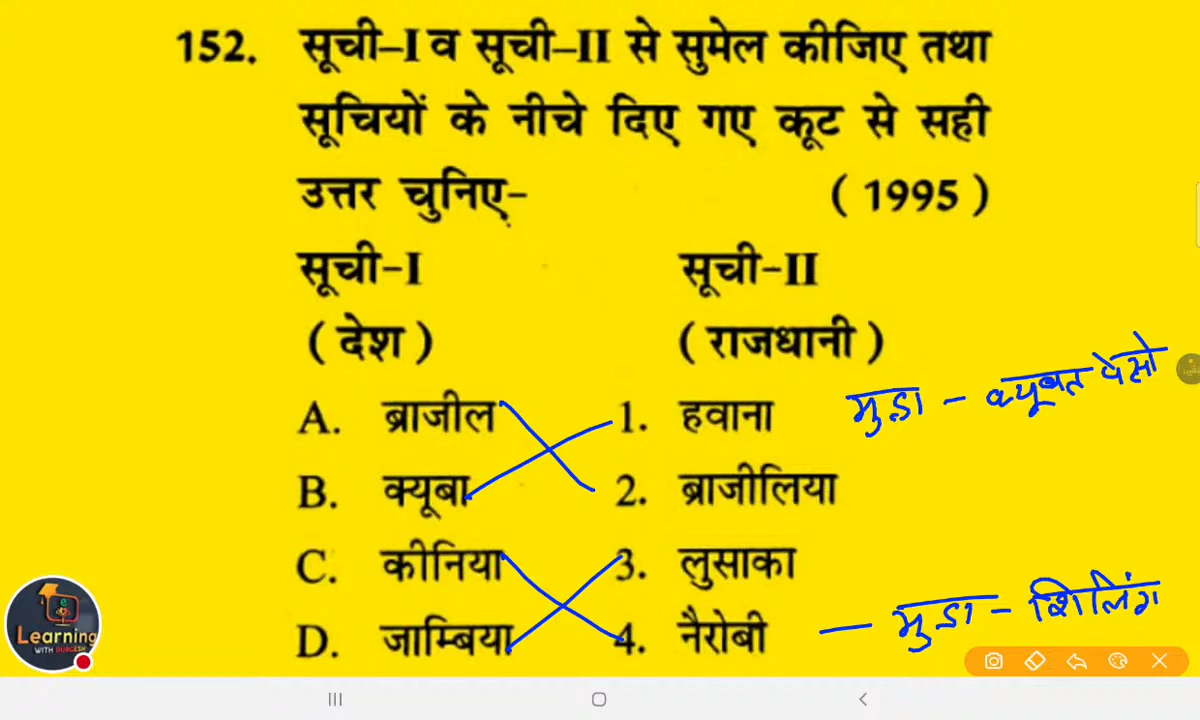 152. सूची–I व सूची–II से सुमेल कीजिए तथा
सूचियों के नीचे दिए गए कूट से सही
उत्तर चुनिए– ( 1995 )
सूची–I सूची–II
( देश ) ( राजधानी )
A. ब्राजील 1. हवाना
मुद्रा – क्यूबन पेसो
B. क्यूबा 2. ब्राजीलिया
C. कीनिया 3. लुसाका
D. जाम्बिया 4. नैरोबी
— मुद्रा – शिलिंग
Learning
WITH DURGESH